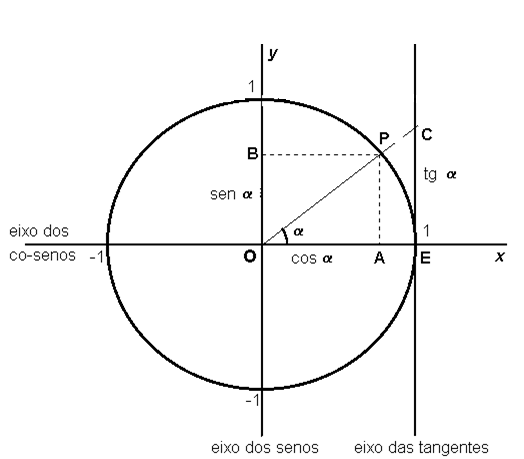 y
1
P
C
B
tg α
sen α
α
eixo dos
co-senos
-1
O
cos α
A
1
E
x
-1
eixo dos senos
eixo das tangentes